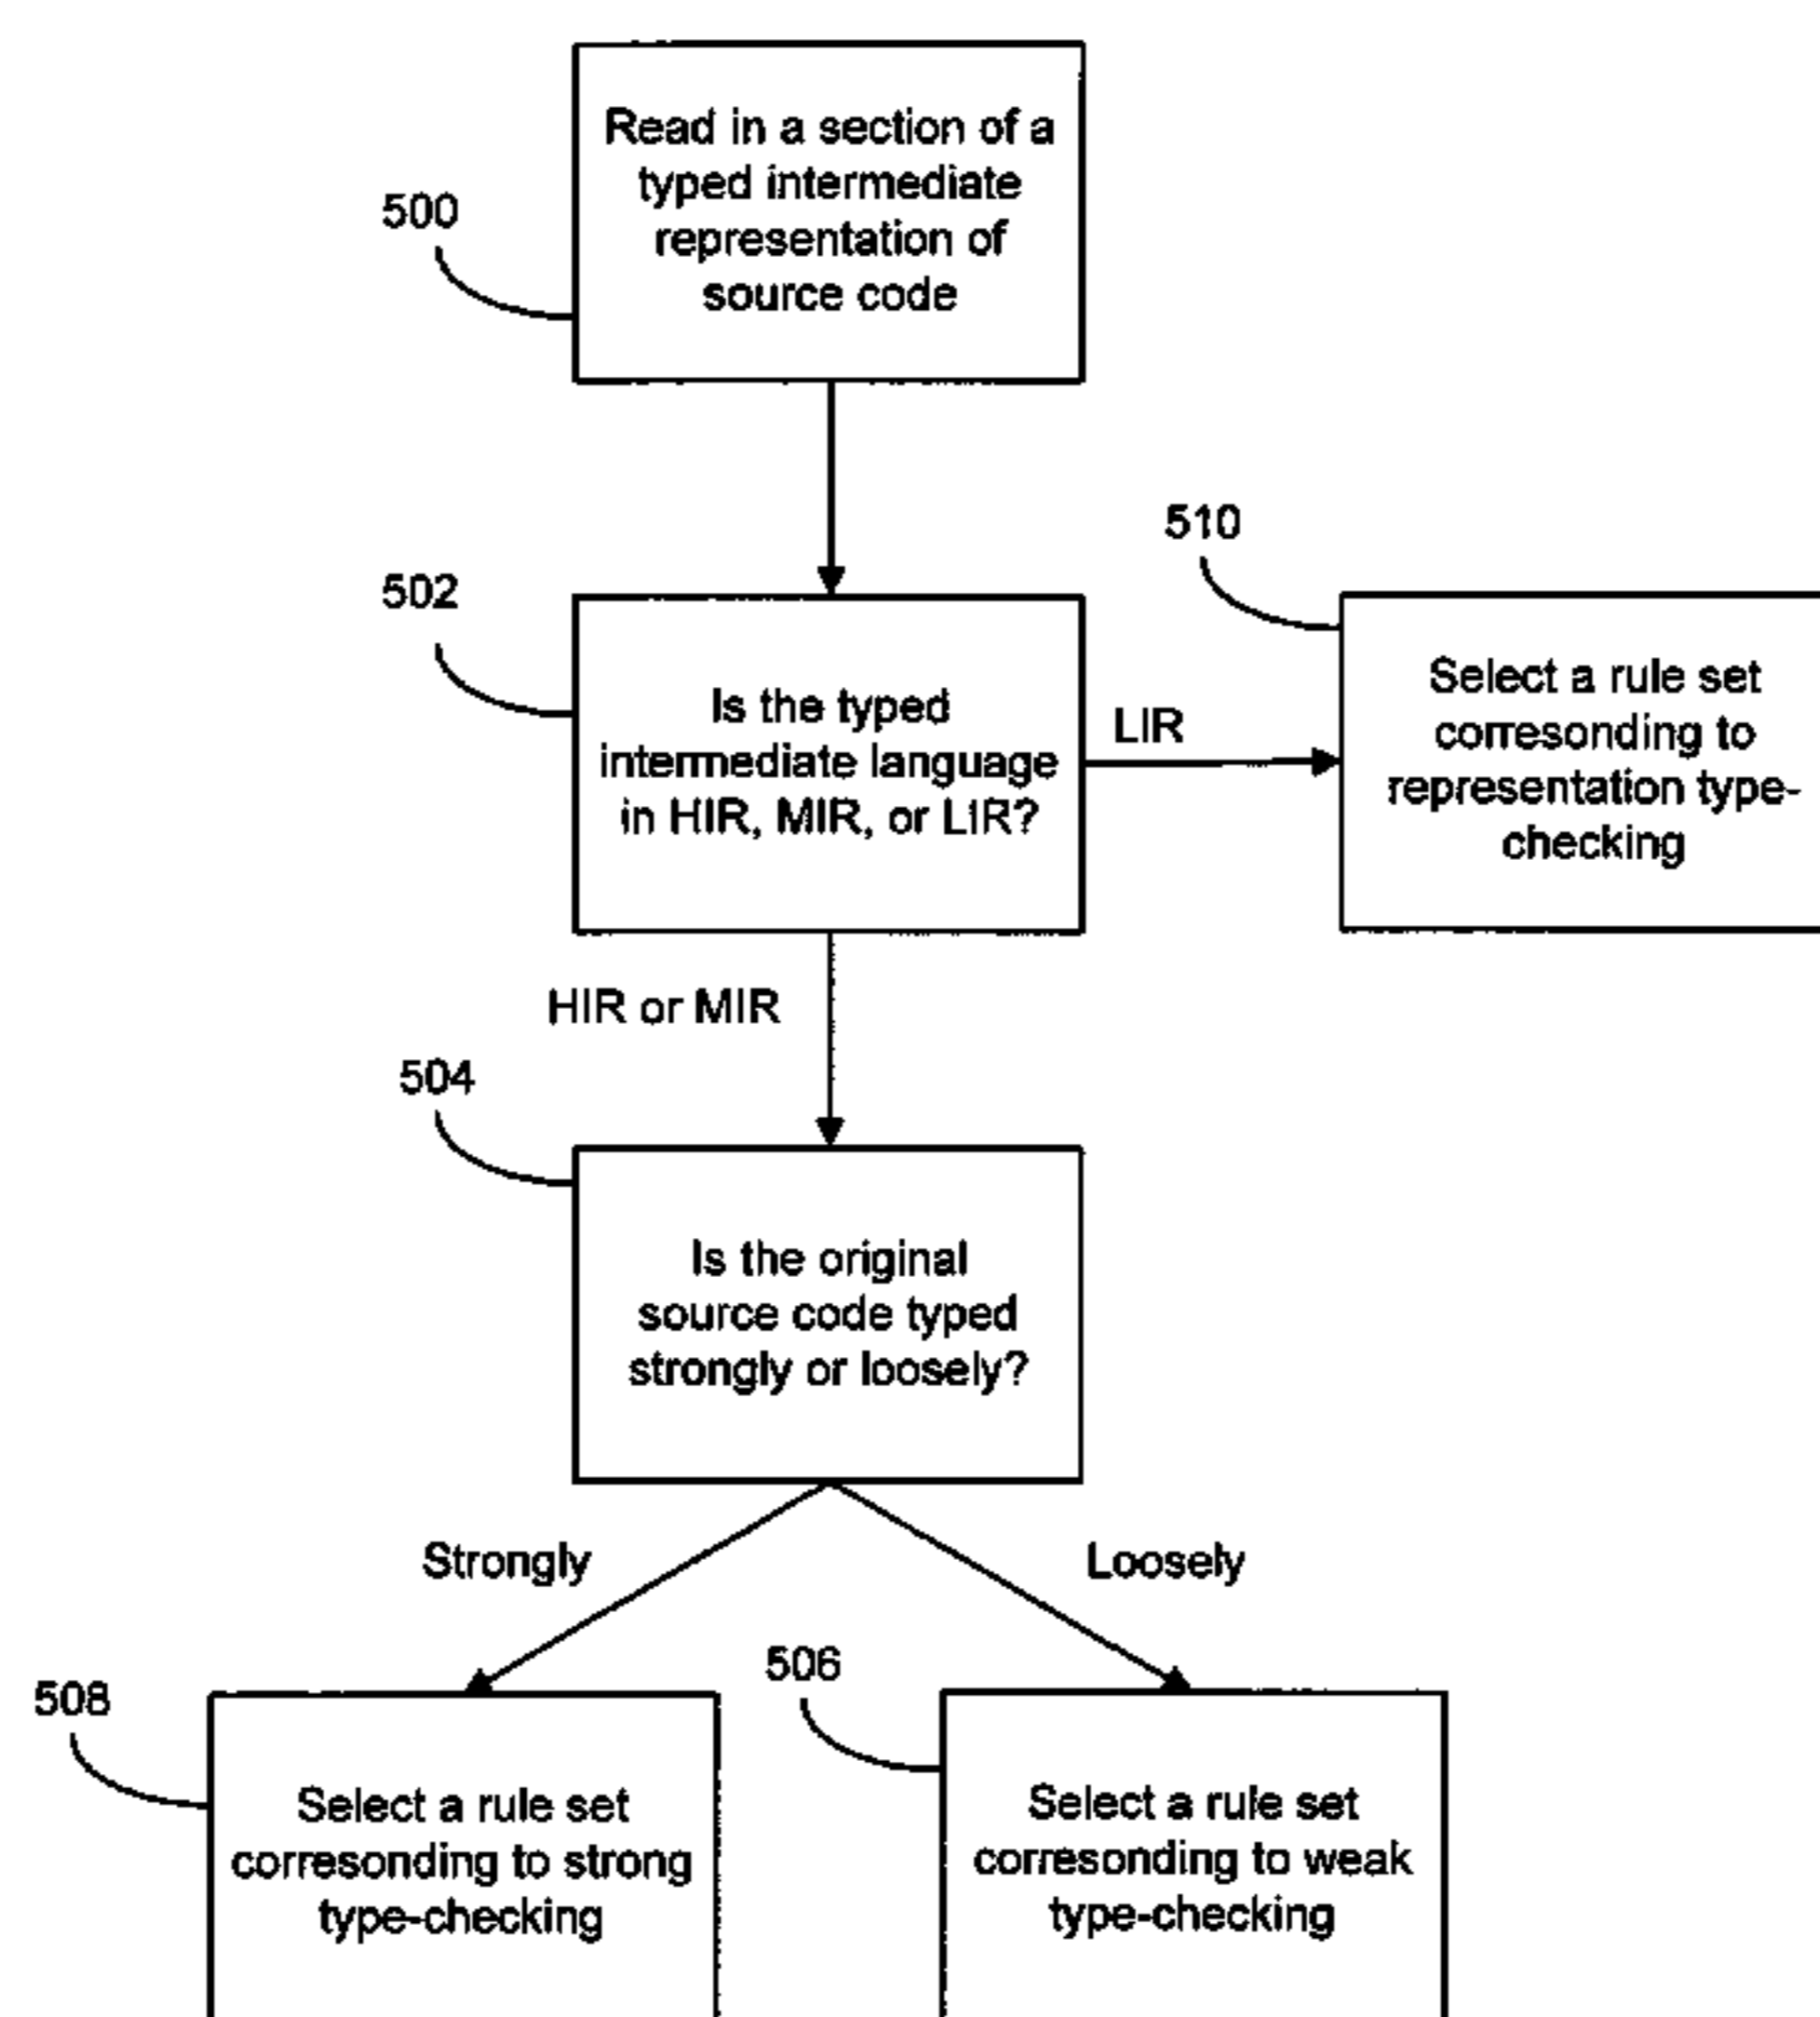 Read in a section of a
typed intermediate
representation of
source code
500
510
502
Is the typed
intermediate language
in HIR, MIR, or LIR?
LIR
Select a rule set
corresonding to
representation type-
checking
HIR or MIR
504
Is the original
source code typed
strongly or loosely?
Strongly
Loosely
508
506
Select a rule set
corresonding to strong
type-checking
Select a rule set
corresonding to weak
type-checking